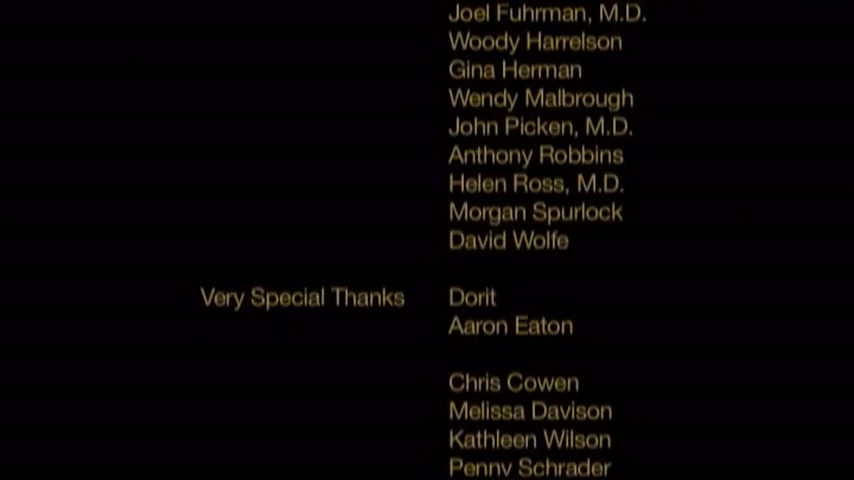 Joel Fuhrman, M.D.
Woody Harrelson
Gina Herman
Wendy Malbrough
John Picken, M.D.
Anthony Robbins
Helen Ross, M.D.
Morgan Spurlock
David Wolfe
Very Special Thanks Dorit
Aaron Eaton
Chris Cowen
Melissa Davison
Kathleen Wilson
Penny Schrader